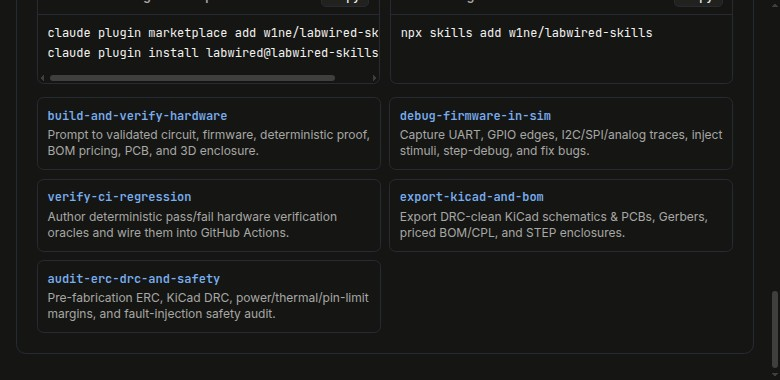 claude plugin marketplace add w1ne/labwired-sk
claude plugin install labwired@labwired-skills
npx skills add w1ne/labwired-skills
build-and-verify-hardware
Prompt to validated circuit, firmware, deterministic proof,
BOM pricing, PCB, and 3D enclosure.
debug-firmware-in-sim
Capture UART, GPIO edges, I2C/SPI/analog traces, inject
stimuli, step-debug, and fix bugs.
verify-ci-regression
Author deterministic pass/fail hardware verification
oracles and wire them into GitHub Actions.
export-kicad-and-bom
Export DRC-clean KiCad schematics & PCBs, Gerbers,
priced BOM/CPL, and STEP enclosures.
audit-erc-drc-and-safety
Pre-fabrication ERC, KiCad DRC, power/thermal/pin-limit
margins, and fault-injection safety audit.